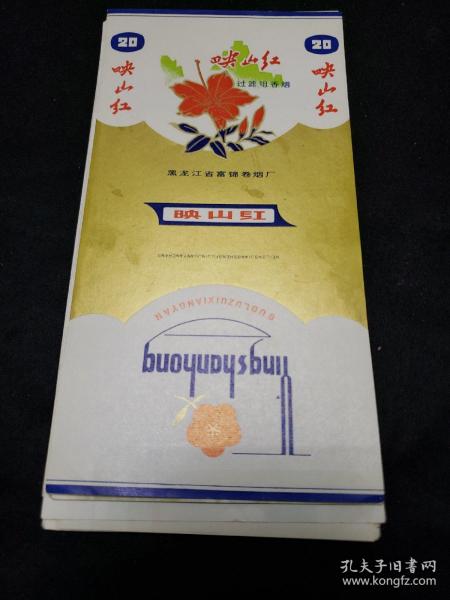 20
20
映山红
映山红
映山红
过滤咀香烟
黑龙江省富锦卷烟厂
映山红
GUOLUZUIXIANGYAN
yingshanhong
孔夫子旧书网
www.kongfz.com